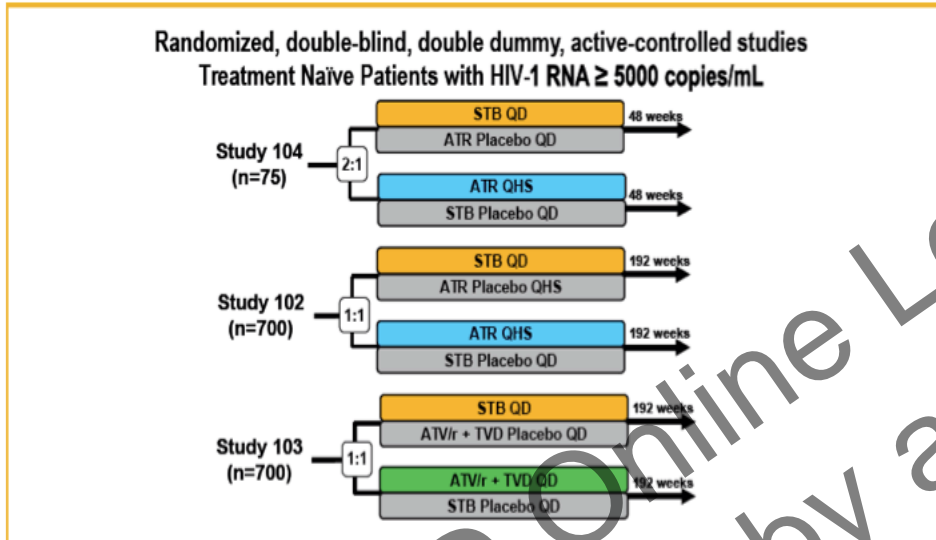 Randomized, double-blind, double dummy, active-controlled studies
Treatment Naïve Patients with HIV-1 RNA ≥ 5000 copies/mL
STB QD
48 weeks
ATR Placebo QD
Study 104
(n=75)
2:1
ATR QHS
48 weeks
STB Placebo QD
STB QD
192 weeks
ATR Placebo QHS
Study 102
(n=700)
1:1
ATR QHS
192 weeks
STB Placebo QD
STB QD
192 weeks
ATV/r + TVD Placebo QD
Study 103
(n=700)
1:1
ATV/r + TVD QD
192 weeks
STB Placebo QD
Online
by